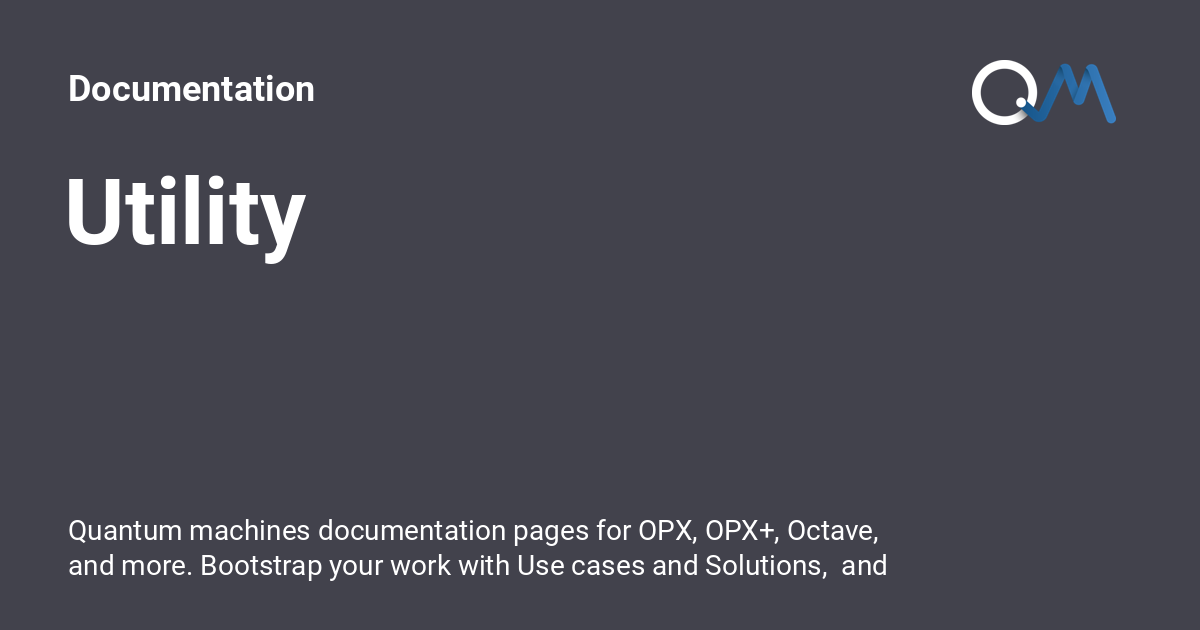 Documentation
QM
Utility
Quantum machines documentation pages for OPX, OPX+, Octave,
and more. Bootstrap your work with Use cases and Solutions,  and